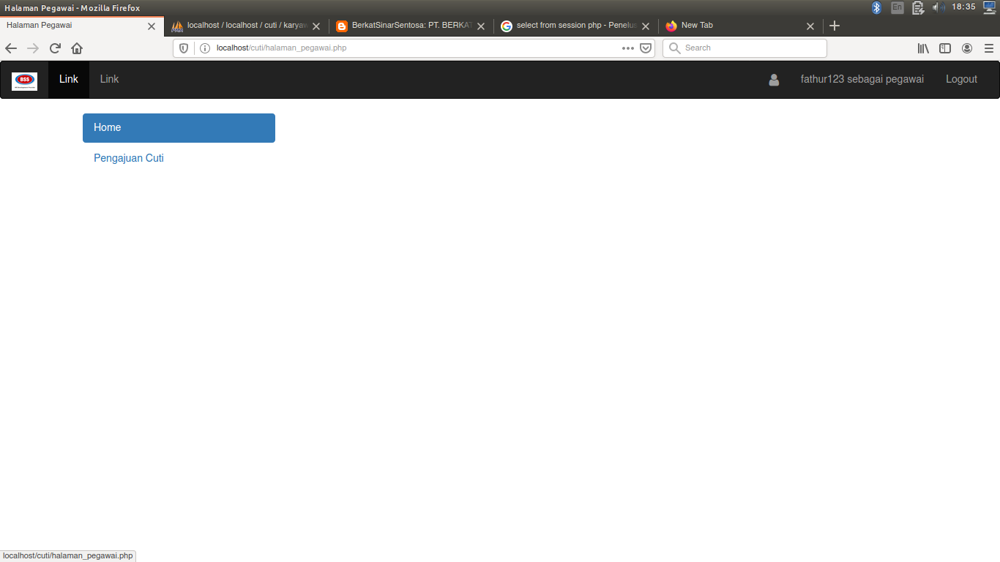 Halaman Pegawai - Mozilla Firefox
En
18:35
Halaman Pegawai
localhost / localhost / cuti / karyaw
BerkatSinarSentosa: PT. BERKAT
select from session php - Penelus
New Tab
localhost/cuti/halaman_pegawai.php
Search
BSS
Link
Link
fathur123 sebagai pegawai
Logout
Home
Pengajuan Cuti
localhost/cuti/halaman_pegawai.php